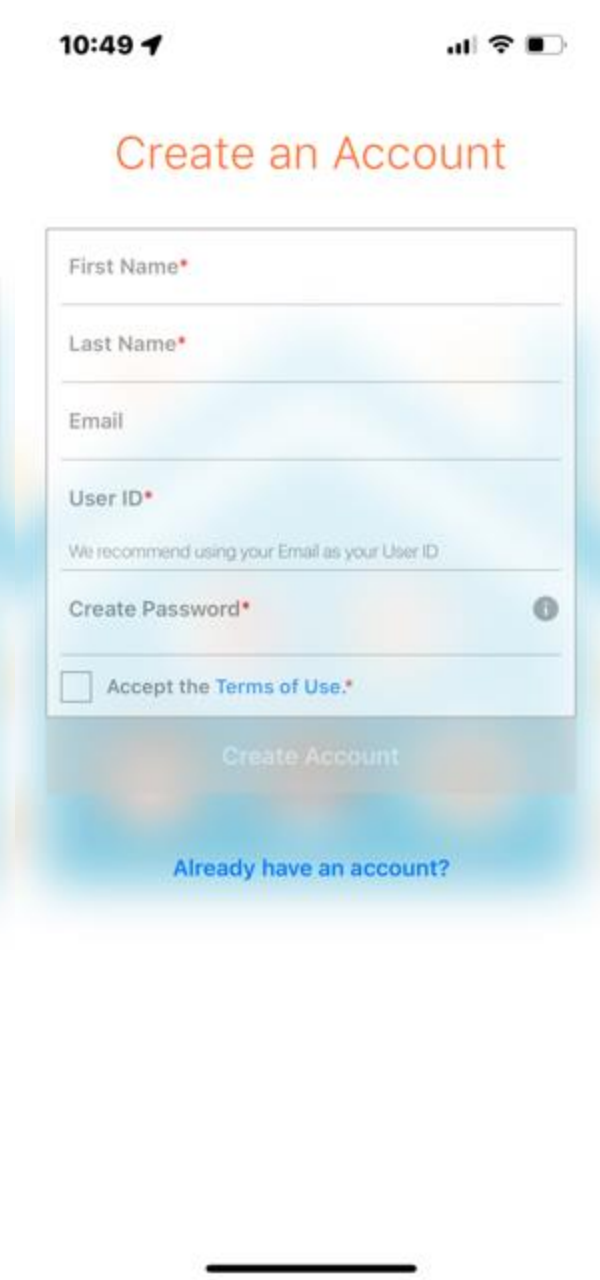 10:49
Create an Account
First Name*
Last Name*
Email
User ID*
We recommend using your Email as your User ID
Create Password*
Accept the Terms of Use.*
Create Account
Already have an account?